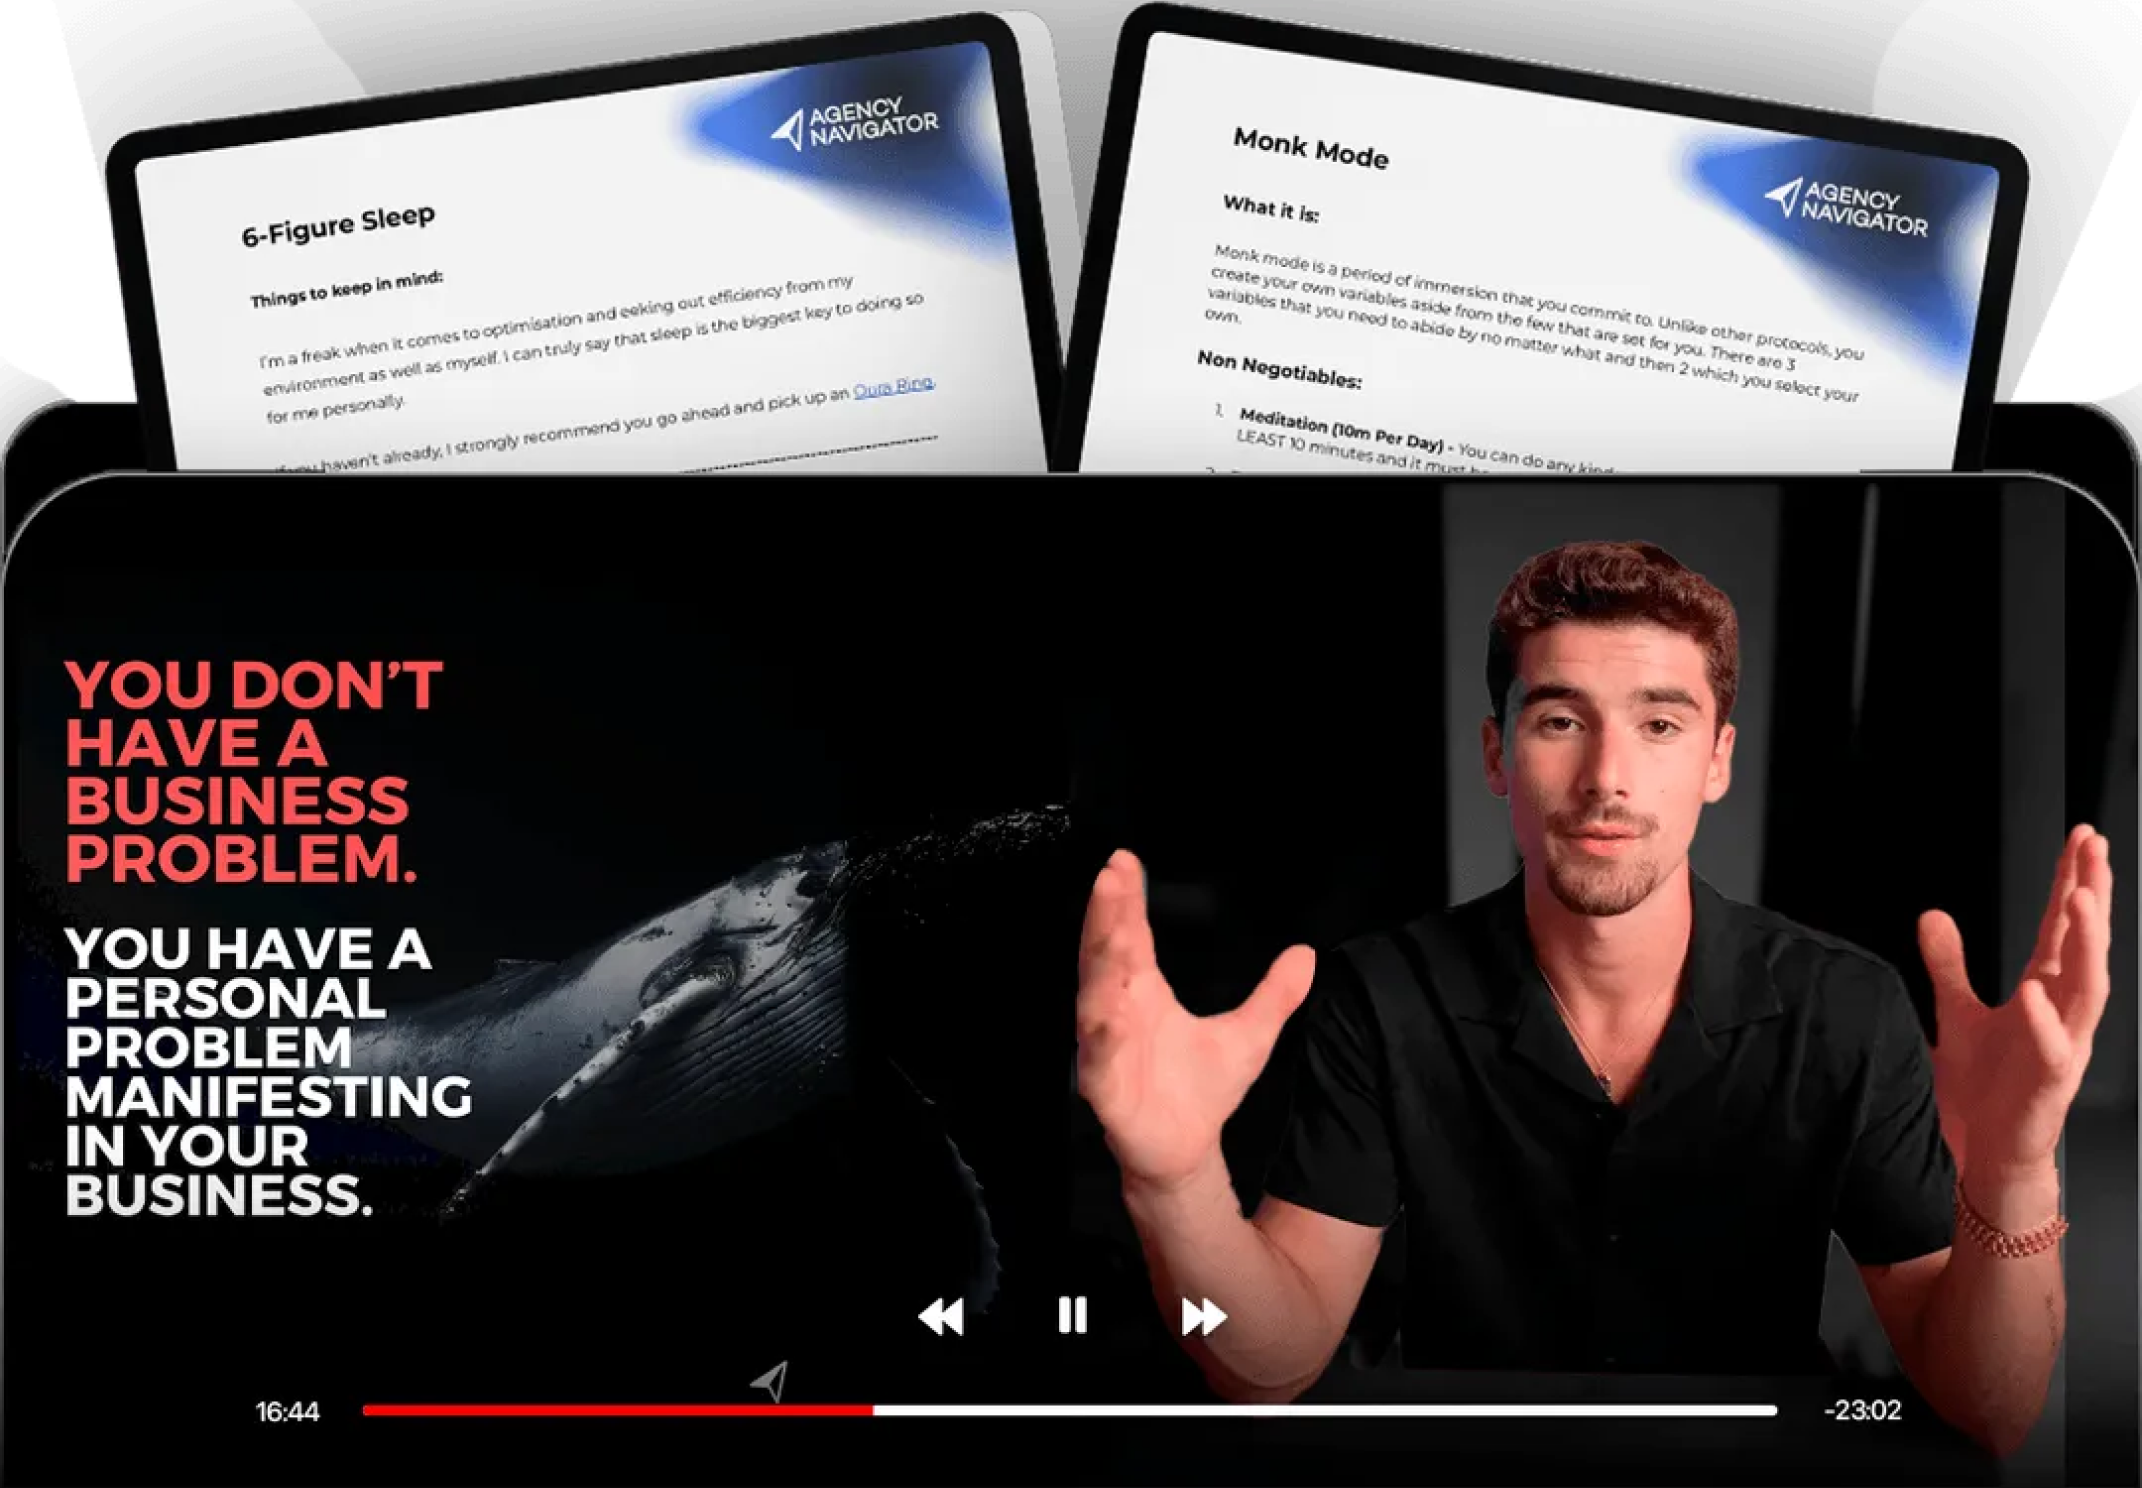 AGENCY
NAVIGATOR
6-Figure Sleep
Things to keep in mind:
I'm a freak when it comes to optimisation and eeking out efficiency from my
environment as well as myself. I can truly say that sleep is the biggest key to doing so
for me personally.
If you haven't already, I strongly recommend you go ahead and pick up an Oura Ring.
AGENCY
NAVIGATOR
Monk Mode
What it is:
Monk mode is a period of immersion that you commit to. Unlike other protocols, you
create your own variables aside from the few that are set for you. There are 3
variables that you need to abide by no matter what and then 2 which you select your
own.
Non Negotiables:
1. Meditation (10m Per Day) - You can do any kind
LEAST 10 minutes and it must be
2.
YOU DON'T
HAVE A
BUSINESS
PROBLEM.
YOU HAVE A
PERSONAL
PROBLEM
MANIFESTING
IN YOUR
BUSINESS.
16:44
-23:02